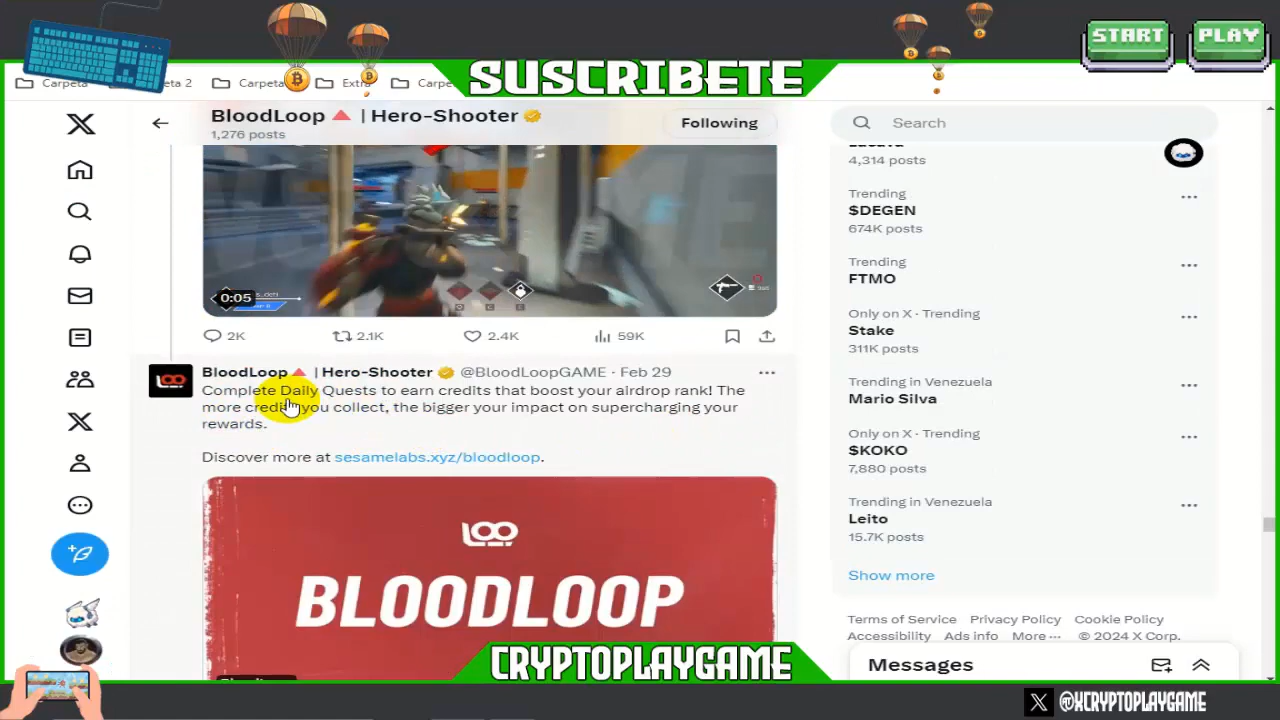 START
PLAY
SUSCRIBETE
Carpeta
a 2
Carpeta
Extra
Carpe
BloodLoop 🔺 | Hero-Shooter
1,276 posts
Following
Search
4,314 posts
Trending
$DEGEN
674K posts
Trending
FTMO
Only on X · Trending
Stake
311K posts
Trending in Venezuela
Mario Silva
Only on X · Trending
$KOKO
7,880 posts
Trending in Venezuela
Leito
15.7K posts
Show more
Terms of Service Privacy Policy Cookie Policy
Accessibility Ads info More ··· © 2024 X Corp.
Messages
0:05
2K 2.1K 2.4K 59K
BloodLoop 🔺 | Hero-Shooter @BloodLoopGAME · Feb 29
Complete Daily Quests to earn credits that boost your airdrop rank! The
more credits you collect, the bigger your impact on supercharging your
rewards.
Discover more at sesamelabs.xyz/bloodloop.
BLOODLOOP
CRYPTOPLAYGAME
@XCRYPTOPLAYGAME